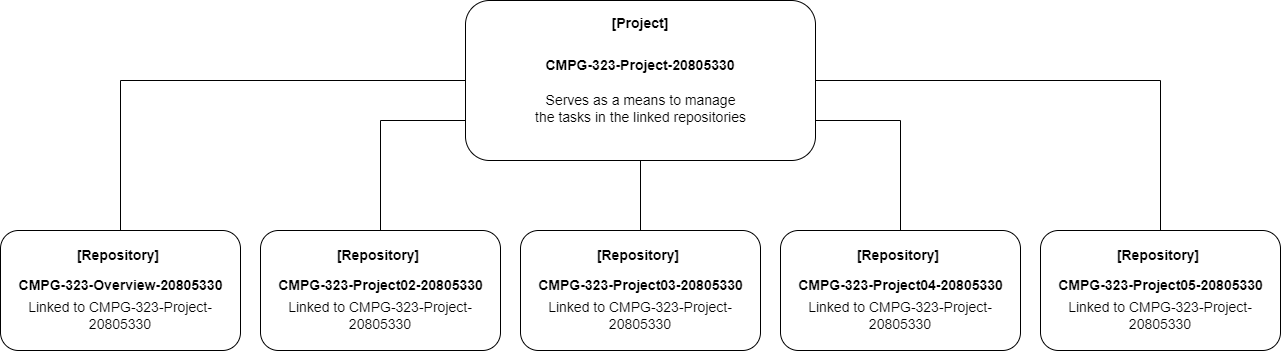 [Project]
CMPG-323-Project-20805330
Serves as a means to manage
the tasks in the linked repositories
[Repository]
CMPG-323-Overview-20805330
Linked to CMPG-323-Project-
20805330
[Repository]
CMPG-323-Project02-20805330
Linked to CMPG-323-Project-
20805330
[Repository]
CMPG-323-Project03-20805330
Linked to CMPG-323-Project-
20805330
[Repository]
CMPG-323-Project04-20805330
Linked to CMPG-323-Project-
20805330
[Repository]
CMPG-323-Project05-20805330
Linked to CMPG-323-Project-
20805330